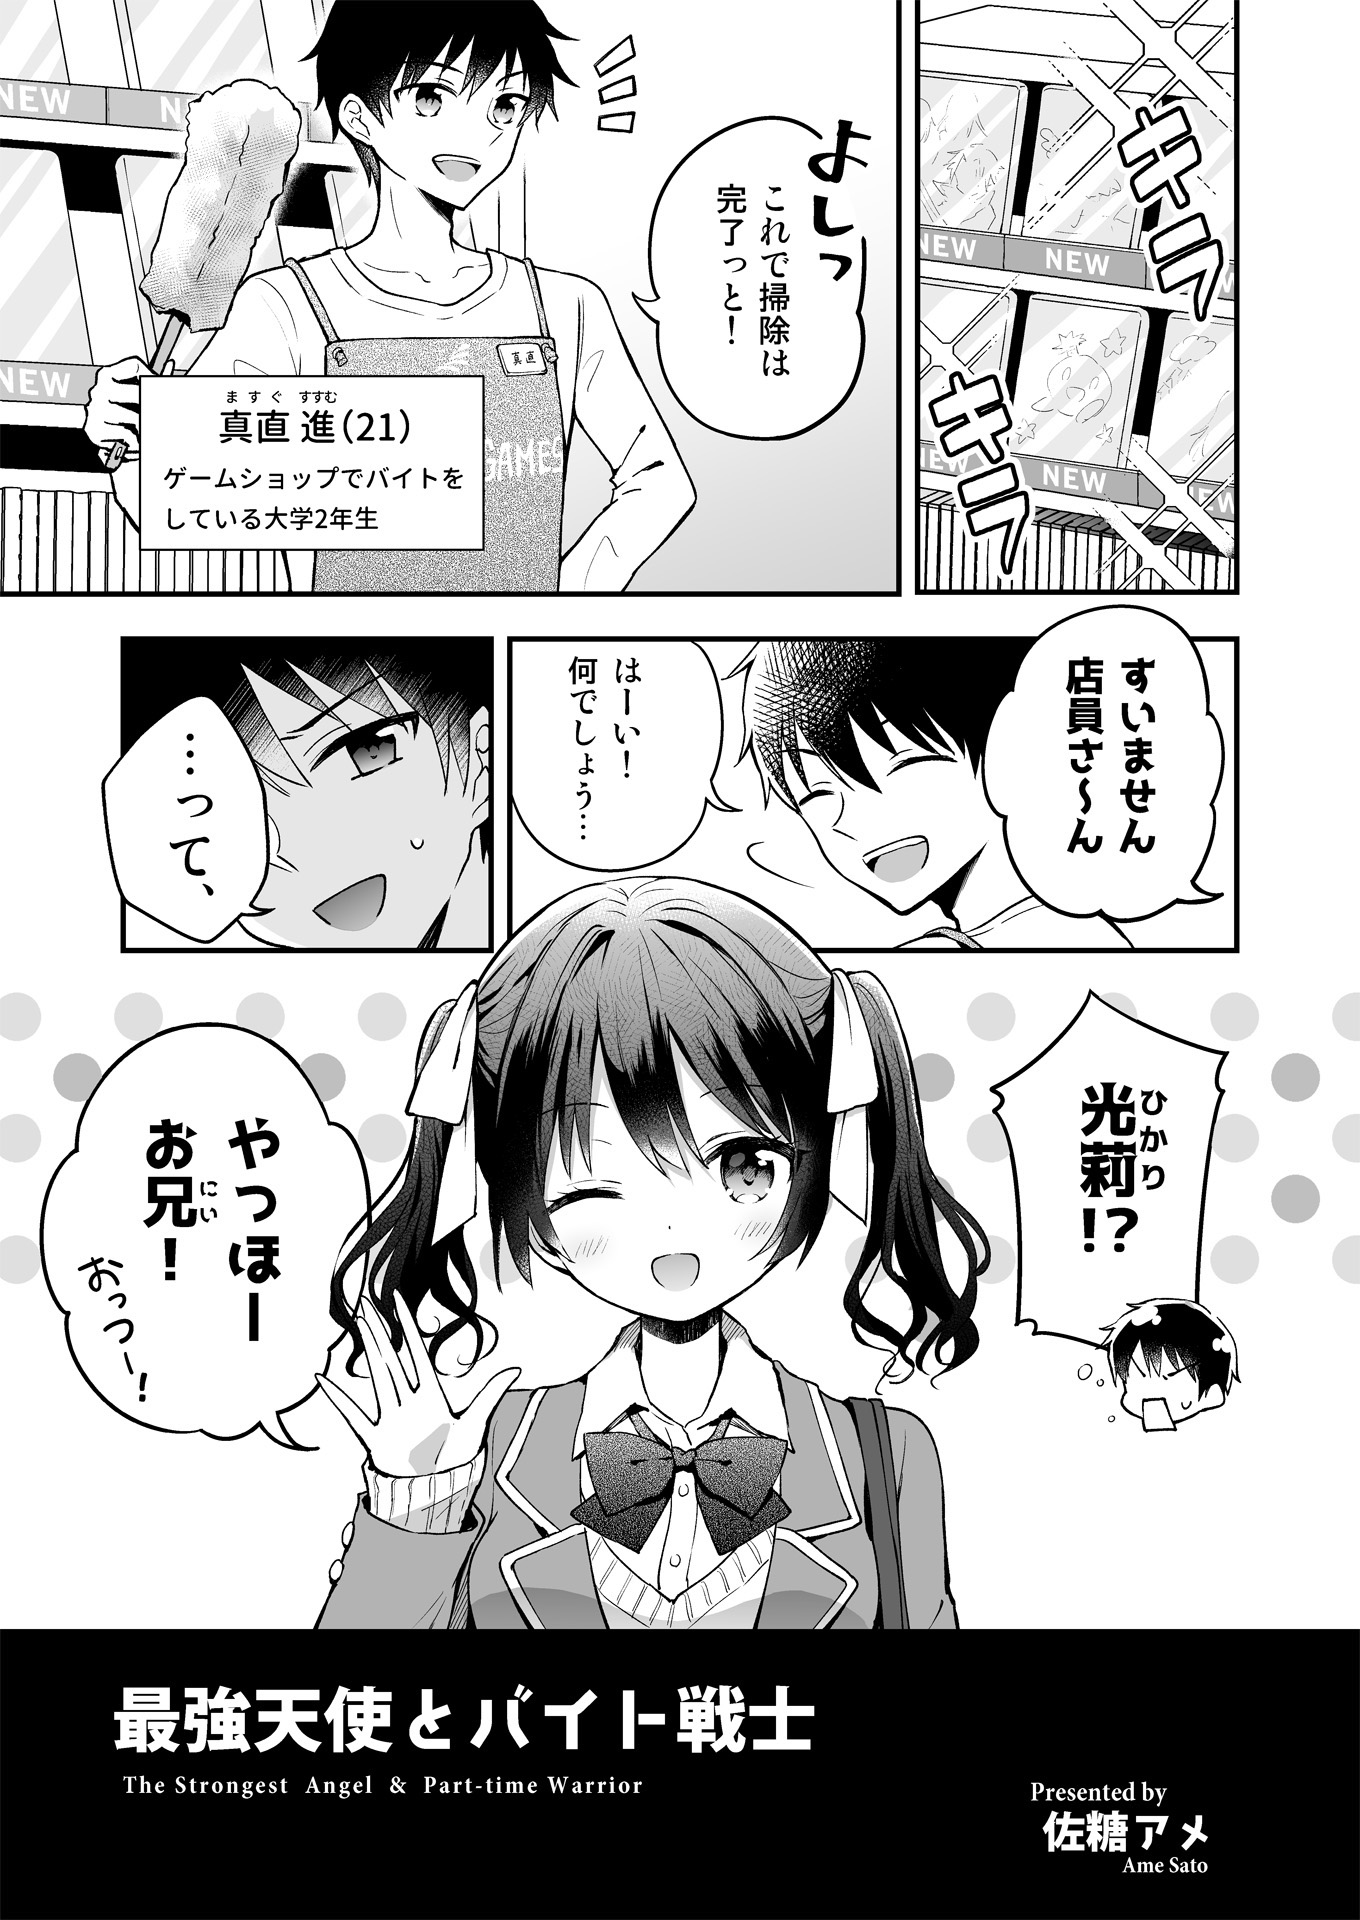 キラ
キラ
NEW
NEW
NEW
NEW
NEW
よしっ
これで掃除は
完了っと!
NEW
NEW
NEW
真直
GAMES
ますぐ すすむ
真直 進(21)
ゲームショップでバイトを
している大学2年生
すいません
店員さ〜ん
はーい!
何でしょう…
…って、
ひかり
光莉!?
やっほー
お兄!
にい
おっつー!
最強天使とバイト戦士
The Strongest Angel & Part-time Warrior
Presented by
佐糖アメ
Ame Sato